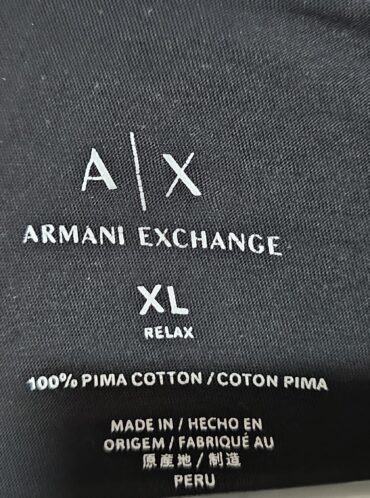 A|X
ARMANI EXCHANGE
XL
RELAX
100% PIMA COTTON / COTON PIMA
MADE IN / HECHO EN
ORIGEM / FABRIQUÉ AU
原産地 / 制造
PERU